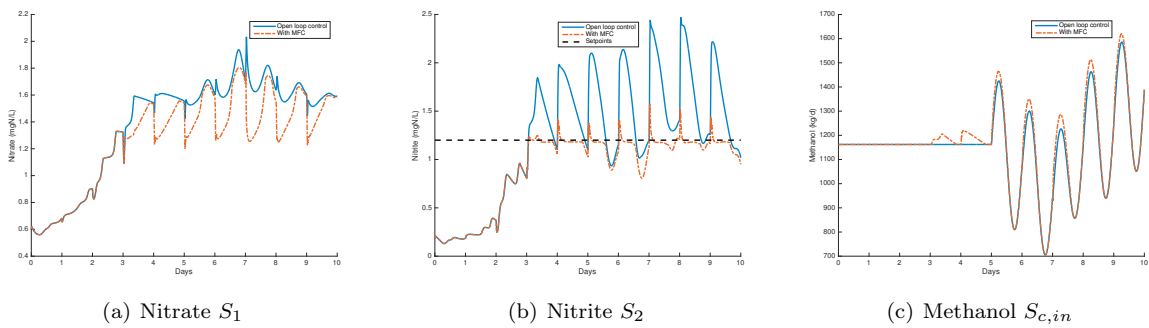 2.2
2
1.8
1.6
1.4
1.2
1
0.8
0.6
0.4
Nitrate (mgN/L)
Open loop control
With MFC
0 1 2 3 4 5 6 7 8 9 10
Days
(a) Nitrate S1
2.5
2
1.5
1
0.5
0
Nitrite (mgN/L)
Open loop control
With MFC
Setpoints
0 1 2 3 4 5 6 7 8 9 10
Days
(b) Nitrite S2
1700
1600
1500
1400
1300
1200
1100
1000
900
800
700
Methanol (kg/d)
Open loop control
With MFC
0 1 2 3 4 5 6 7 8 9 10
Days
(c) Methanol Sc,in